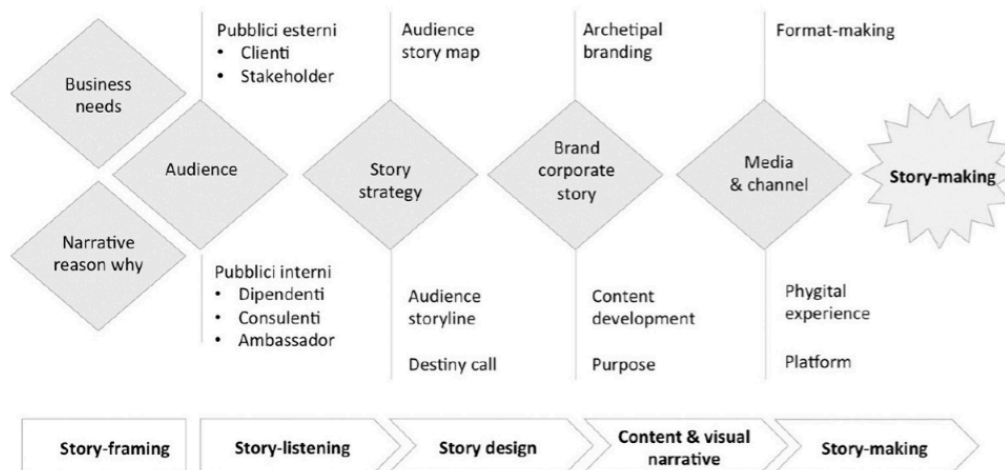 Business
needs
Narrative
reason why
Pubblici esterni
• Clienti
• Stakeholder
Audience
Pubblici interni
• Dipendenti
• Consulenti
• Ambassador
Audience
story map
Story
strategy
Audience
storyline
Destiny call
Archetipal
branding
Brand
corporate
story
Content
development
Purpose
Format-making
Media
& channel
Phygital
experience
Platform
Story-making
Story-framing
Story-listening
Story design
Content & visual
narrative
Story-making